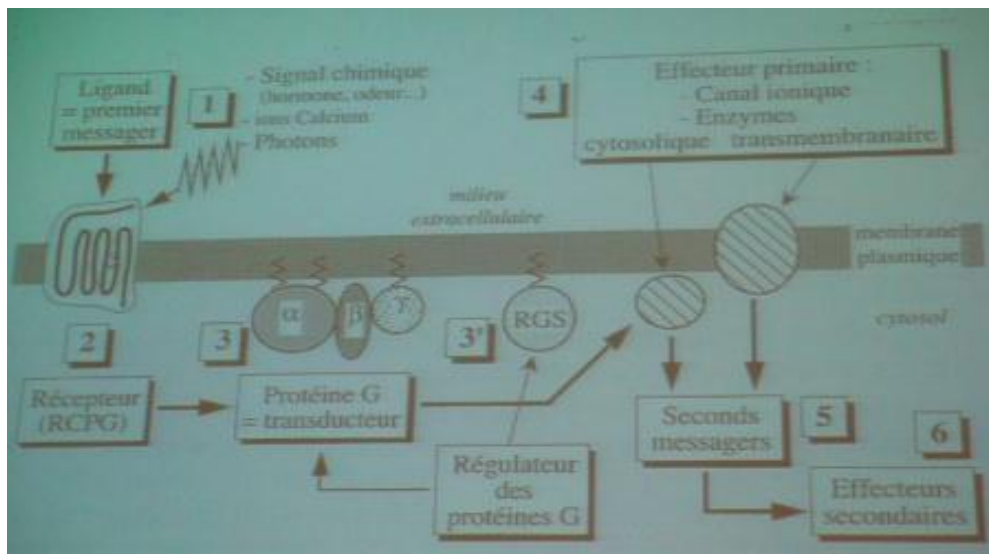 Ligand
= premier
messager
1
- Signal chimique
(hormone, odeur...)
- ions Calcium
- Photons
4
Effecteur primaire :
- Canal ionique
- Enzymes
cytosolique transmembranaire
milieu
extracellulaire
membrane
plasmique
α
β
γ
RGS
cytosol
2
3
3'
Récepteur
(RCPG)
Protéine G
= transducteur
Régulateur
des
protéines G
Seconds
messagers
5
6
Effecteurs
secondaires